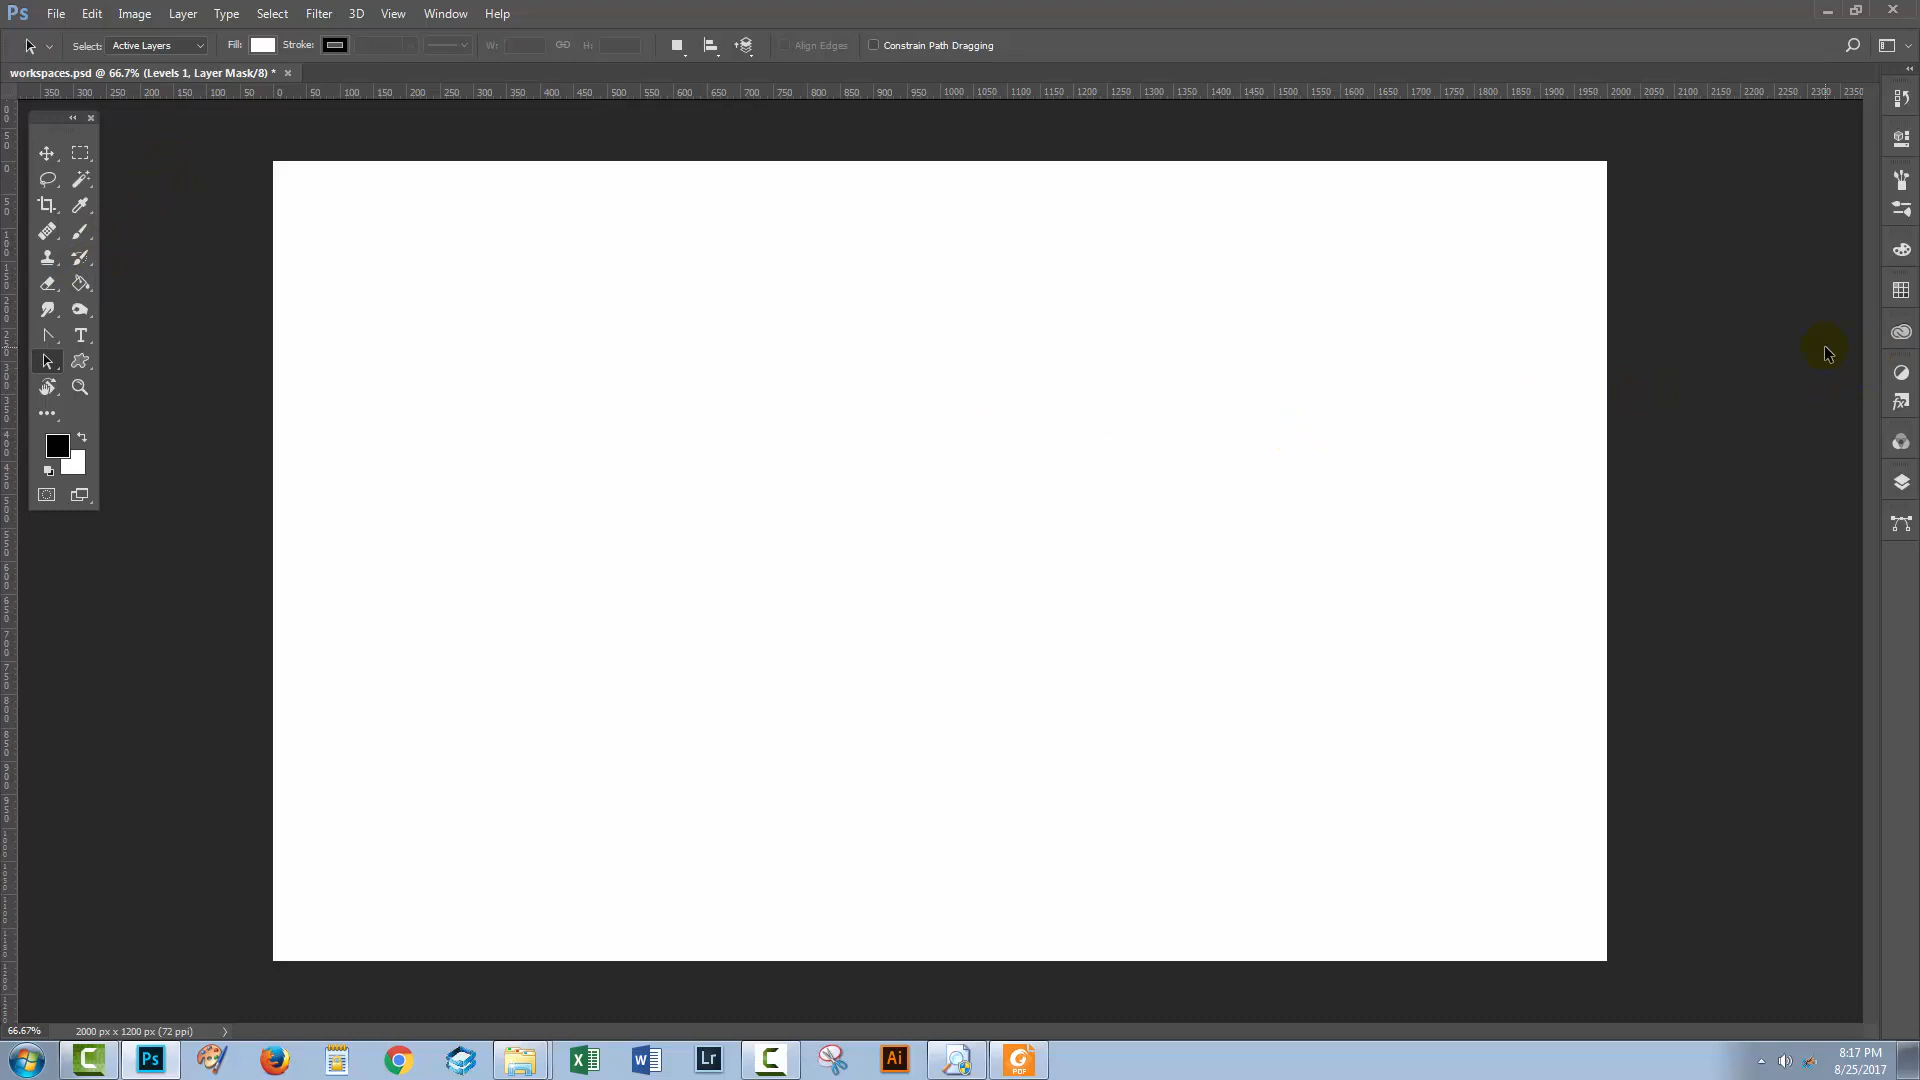 Ps File Edit Image Layer Type Select Filter 3D View Window Help
Select: Active Layers Fill: Stroke: W: H: Align Edges Constrain Path Dragging
workspaces.psd @ 66.7% (Levels 1, Layer Mask/8) * ×
350 300 250 200 150 100 50 0 50 100 150 200 250 300 350 400 450 500 550 600 650 700 750 800 850 900 950 1000 1050 1100 1150 1200 1250 1300 1350 1400 1450 1500 1550 1600 1650 1700 1750 1800 1850 1900 1950 2000 2050 2100 2150 2200 2250 2300 2350
T
fx
66.67% 2000 px x 1200 px (72 ppi)
Ps Lr Ai PDF
8:17 PM
8/25/2017